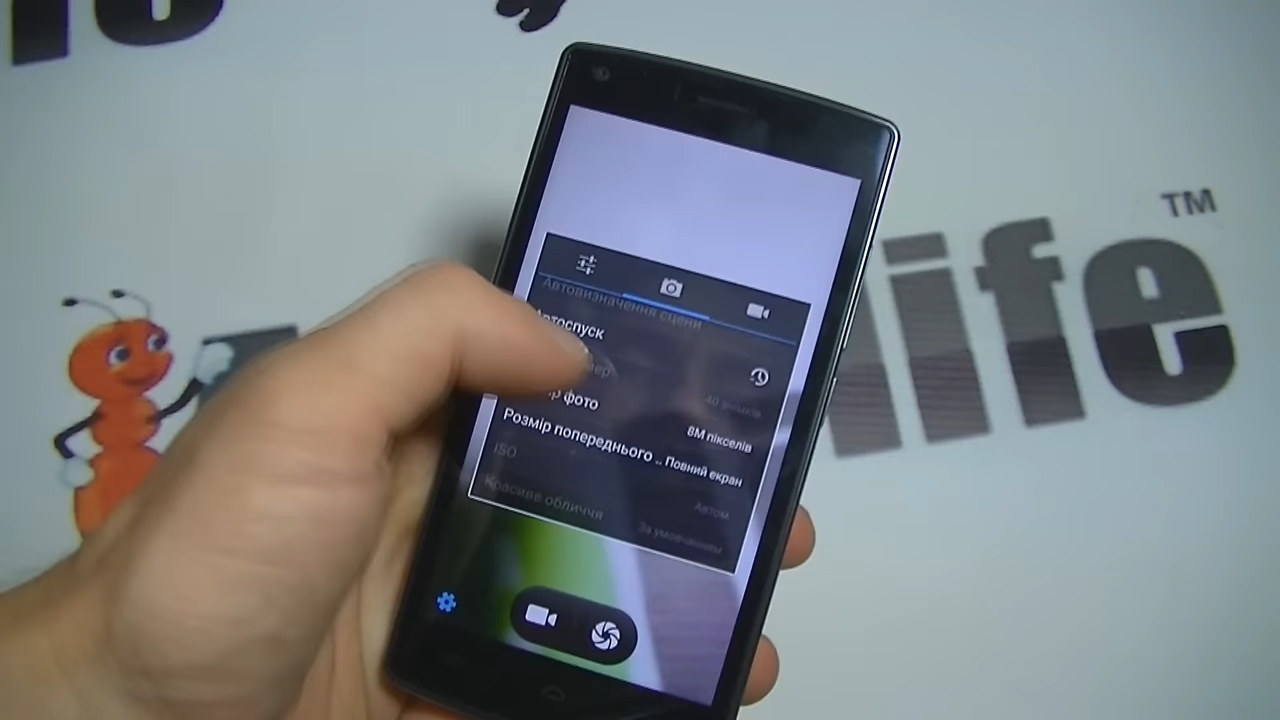 life
TM
Автовизначення сцени
Автоспуск
40 знімків
фото
8М пікселів
Розмір попереднього ..
Повний екран
ISO
Автом
Красиве обличчя
За умовчанням